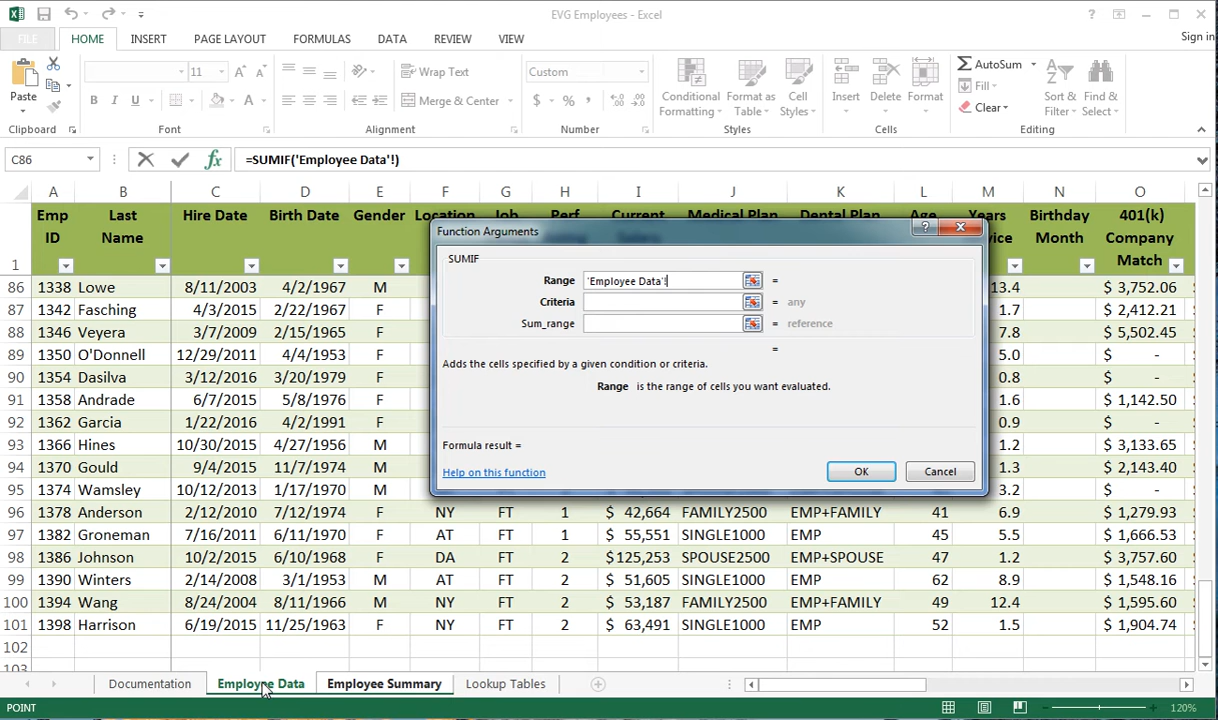 EVG Employees - Excel
Sign in
FILE HOME INSERT PAGE LAYOUT FORMULAS DATA REVIEW VIEW
Paste
11
Wrap Text
Merge & Center
Custom
Conditional Formatting
Format as Table
Cell Styles
Insert
Delete
Format
AutoSum
Fill
Clear
Sort & Filter
Find & Select
Clipboard Font Alignment Number Styles Cells Editing
C86 =SUMIF('Employee Data'!)
A B C D E F G H I J K L M N O
1 Emp ID Last Name Hire Date Birth Date Gender Location Job Perf Current Medical Plan Dental Plan Age Years Birthday Month 401(k) Company Match
86 1338 Lowe 8/11/2003 4/2/1967 M 13.4 $ 3,752.06
87 1342 Fasching 4/3/2015 2/22/1967 F 1.7 $ 2,412.21
88 1346 Veyera 3/7/2009 2/15/1965 F 7.8 $ 5,502.45
89 1350 O'Donnell 12/29/2011 4/4/1953 F 5.0 $ -
90 1354 Dasilva 3/12/2016 3/20/1979 F 0.8 $ -
91 1358 Andrade 6/7/2015 5/8/1976 F 1.6 $ 1,142.50
92 1362 Garcia 1/22/2016 4/2/1991 F 0.9 $ -
93 1366 Hines 10/30/2015 4/27/1956 M 1.2 $ 3,133.65
94 1370 Gould 9/4/2015 11/7/1974 M 1.3 $ 2,143.40
95 1374 Wamsley 10/12/2013 1/17/1970 M 3.2 $ -
96 1378 Anderson 2/12/2010 7/14/1975 F NY FT 1 $ 42,664 FAMILY2500 EMP+FAMILY 41 6.9 $ 1,279.93
97 1382 Groneman 7/16/2011 6/11/1970 F AT FT 1 $ 55,551 SINGLE1000 EMP 45 5.5 $ 1,666.53
98 1386 Johnson 10/2/2015 6/10/1968 F DA FT 2 $125,253 SPOUSE2500 EMP+SPOUSE 47 1.2 $ 3,757.60
99 1390 Winters 2/14/2008 3/1/1953 M AT FT 2 $ 51,605 SINGLE1000 EMP 62 8.9 $ 1,548.16
100 1394 Wang 8/24/2004 8/11/1966 M NY FT 2 $ 53,187 FAMILY2500 EMP+FAMILY 49 12.4 $ 1,595.60
101 1398 Harrison 6/19/2015 11/25/1963 F NY FT 2 $ 63,491 SINGLE1000 EMP 52 1.5 $ 1,904.74
102
103
Function Arguments
SUMIF
Range 'Employee Data'! =
Criteria = any
Sum_range = reference
=
Adds the cells specified by a given condition or criteria.
Range is the range of cells you want evaluated.
Formula result =
Help on this function
OK Cancel
Documentation Employee Data Employee Summary Lookup Tables
POINT
120%